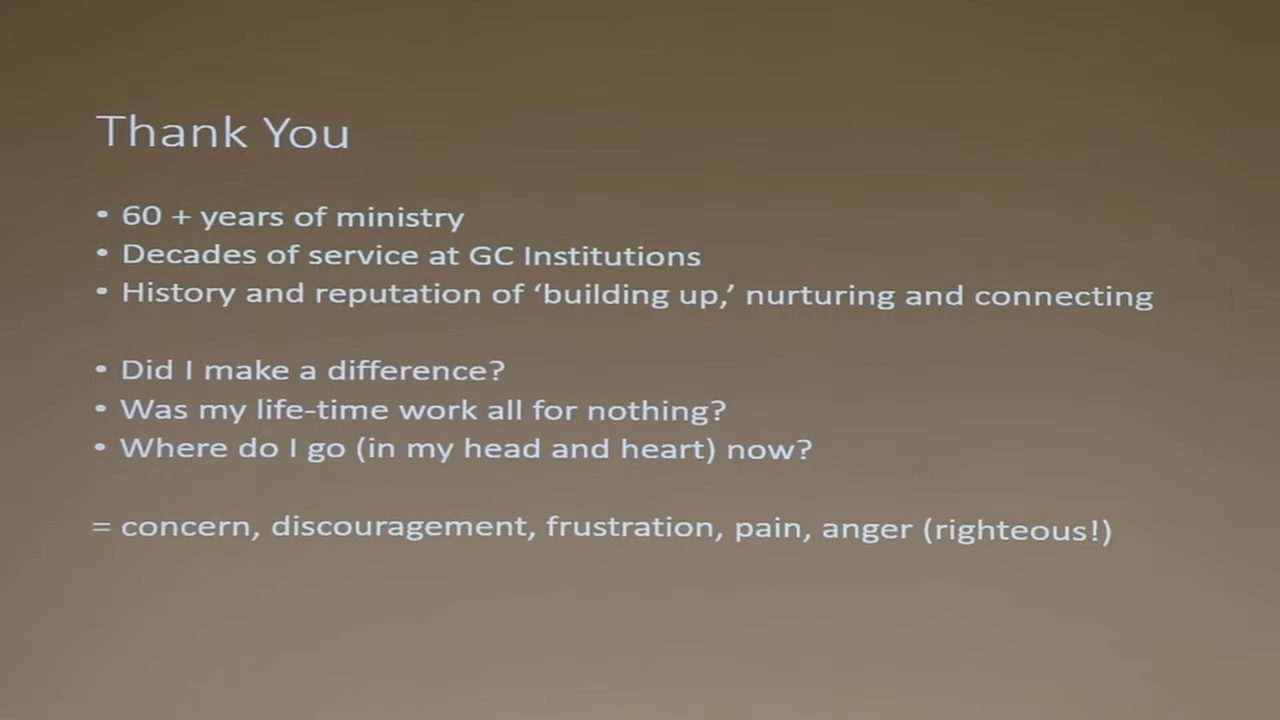 Thank You
• 60 + years of ministry
• Decades of service at GC Institutions
• History and reputation of ‘building up,’ nurturing and connecting
• Did I make a difference?
• Was my life-time work all for nothing?
• Where do I go (in my head and heart) now?
= concern, discouragement, frustration, pain, anger (righteous!)